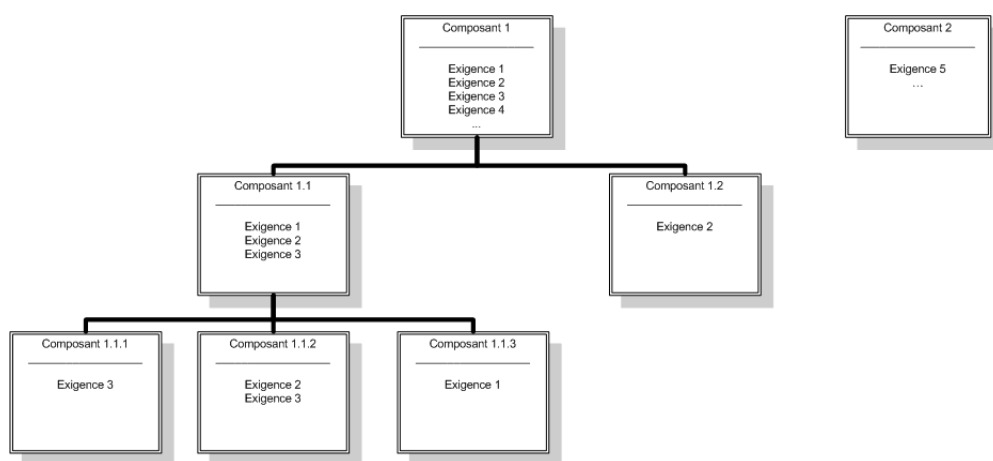 Composant 1
Exigence 1
Exigence 2
Exigence 3
Exigence 4
...
Composant 2
Exigence 5
...
Composant 1.1
Exigence 1
Exigence 2
Exigence 3
Composant 1.2
Exigence 2
Composant 1.1.1
Exigence 3
Composant 1.1.2
Exigence 2
Exigence 3
Composant 1.1.3
Exigence 1